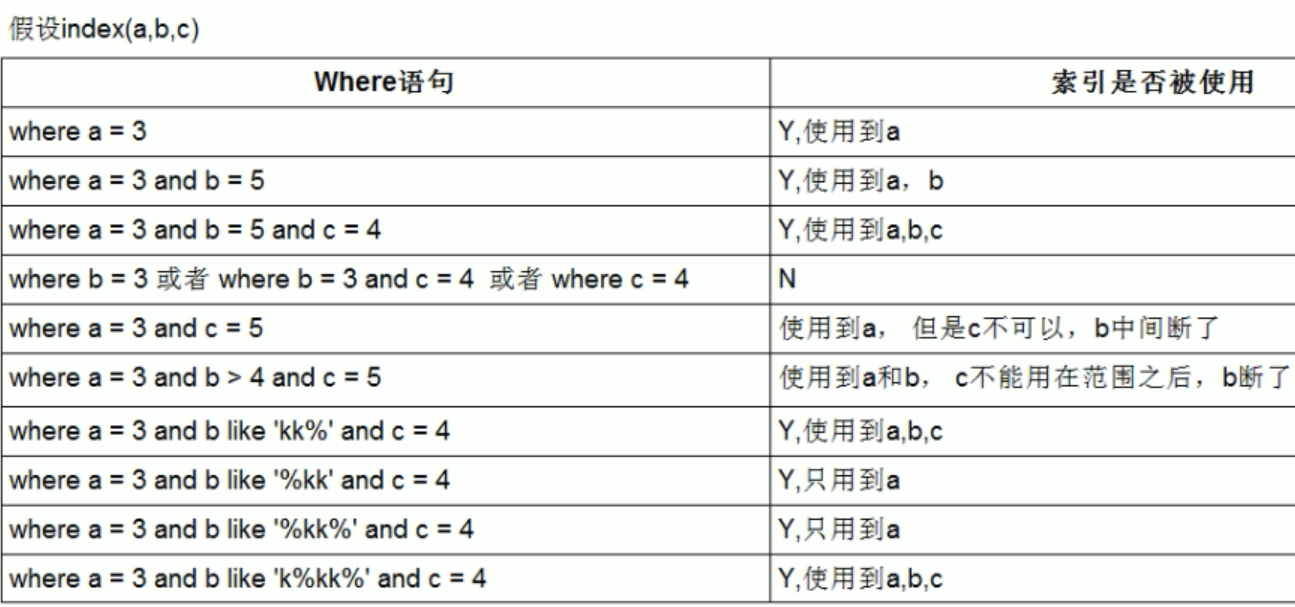 假设index(a,b,c)
Where语句 索引是否被使用
where a = 3 Y,使用到a
where a = 3 and b = 5 Y,使用到a，b
where a = 3 and b = 5 and c = 4 Y,使用到a,b,c
where b = 3 或者 where b = 3 and c = 4 或者 where c = 4 N
where a = 3 and c = 5 使用到a， 但是c不可以，b中间断了
where a = 3 and b > 4 and c = 5 使用到a和b， c不能用在范围之后，b断了
where a = 3 and b like 'kk%' and c = 4 Y,使用到a,b,c
where a = 3 and b like '%kk' and c = 4 Y,只用到a
where a = 3 and b like '%kk%' and c = 4 Y,只用到a
where a = 3 and b like 'k%kk%' and c = 4 Y,使用到a,b,c